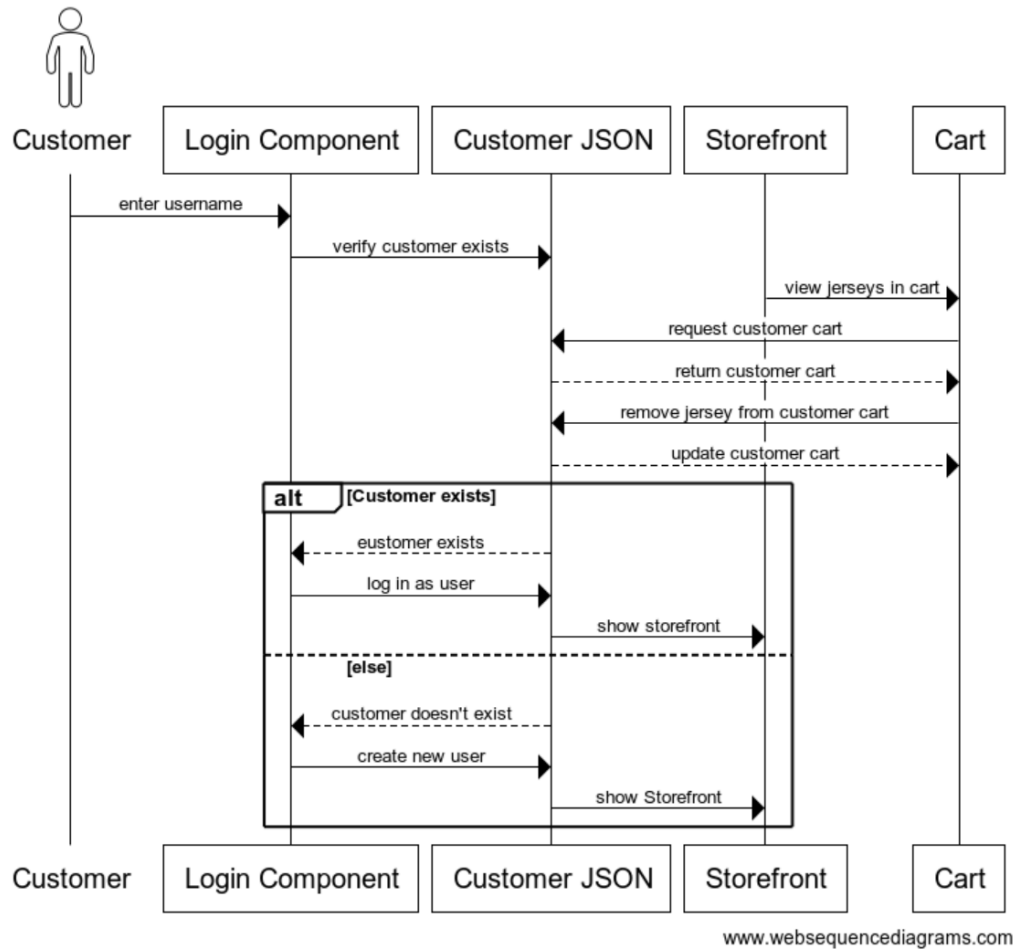 Customer
Login Component
Customer JSON
Storefront
Cart
enter username
verify customer exists
view jerseys in cart
request customer cart
return customer cart
remove jersey from customer cart
update customer cart
alt [Customer exists]
eustomer exists
log in as user
show storefront
[else]
customer doesn't exist
create new user
show Storefront
Customer
Login Component
Customer JSON
Storefront
Cart
www.websequencediagrams.com